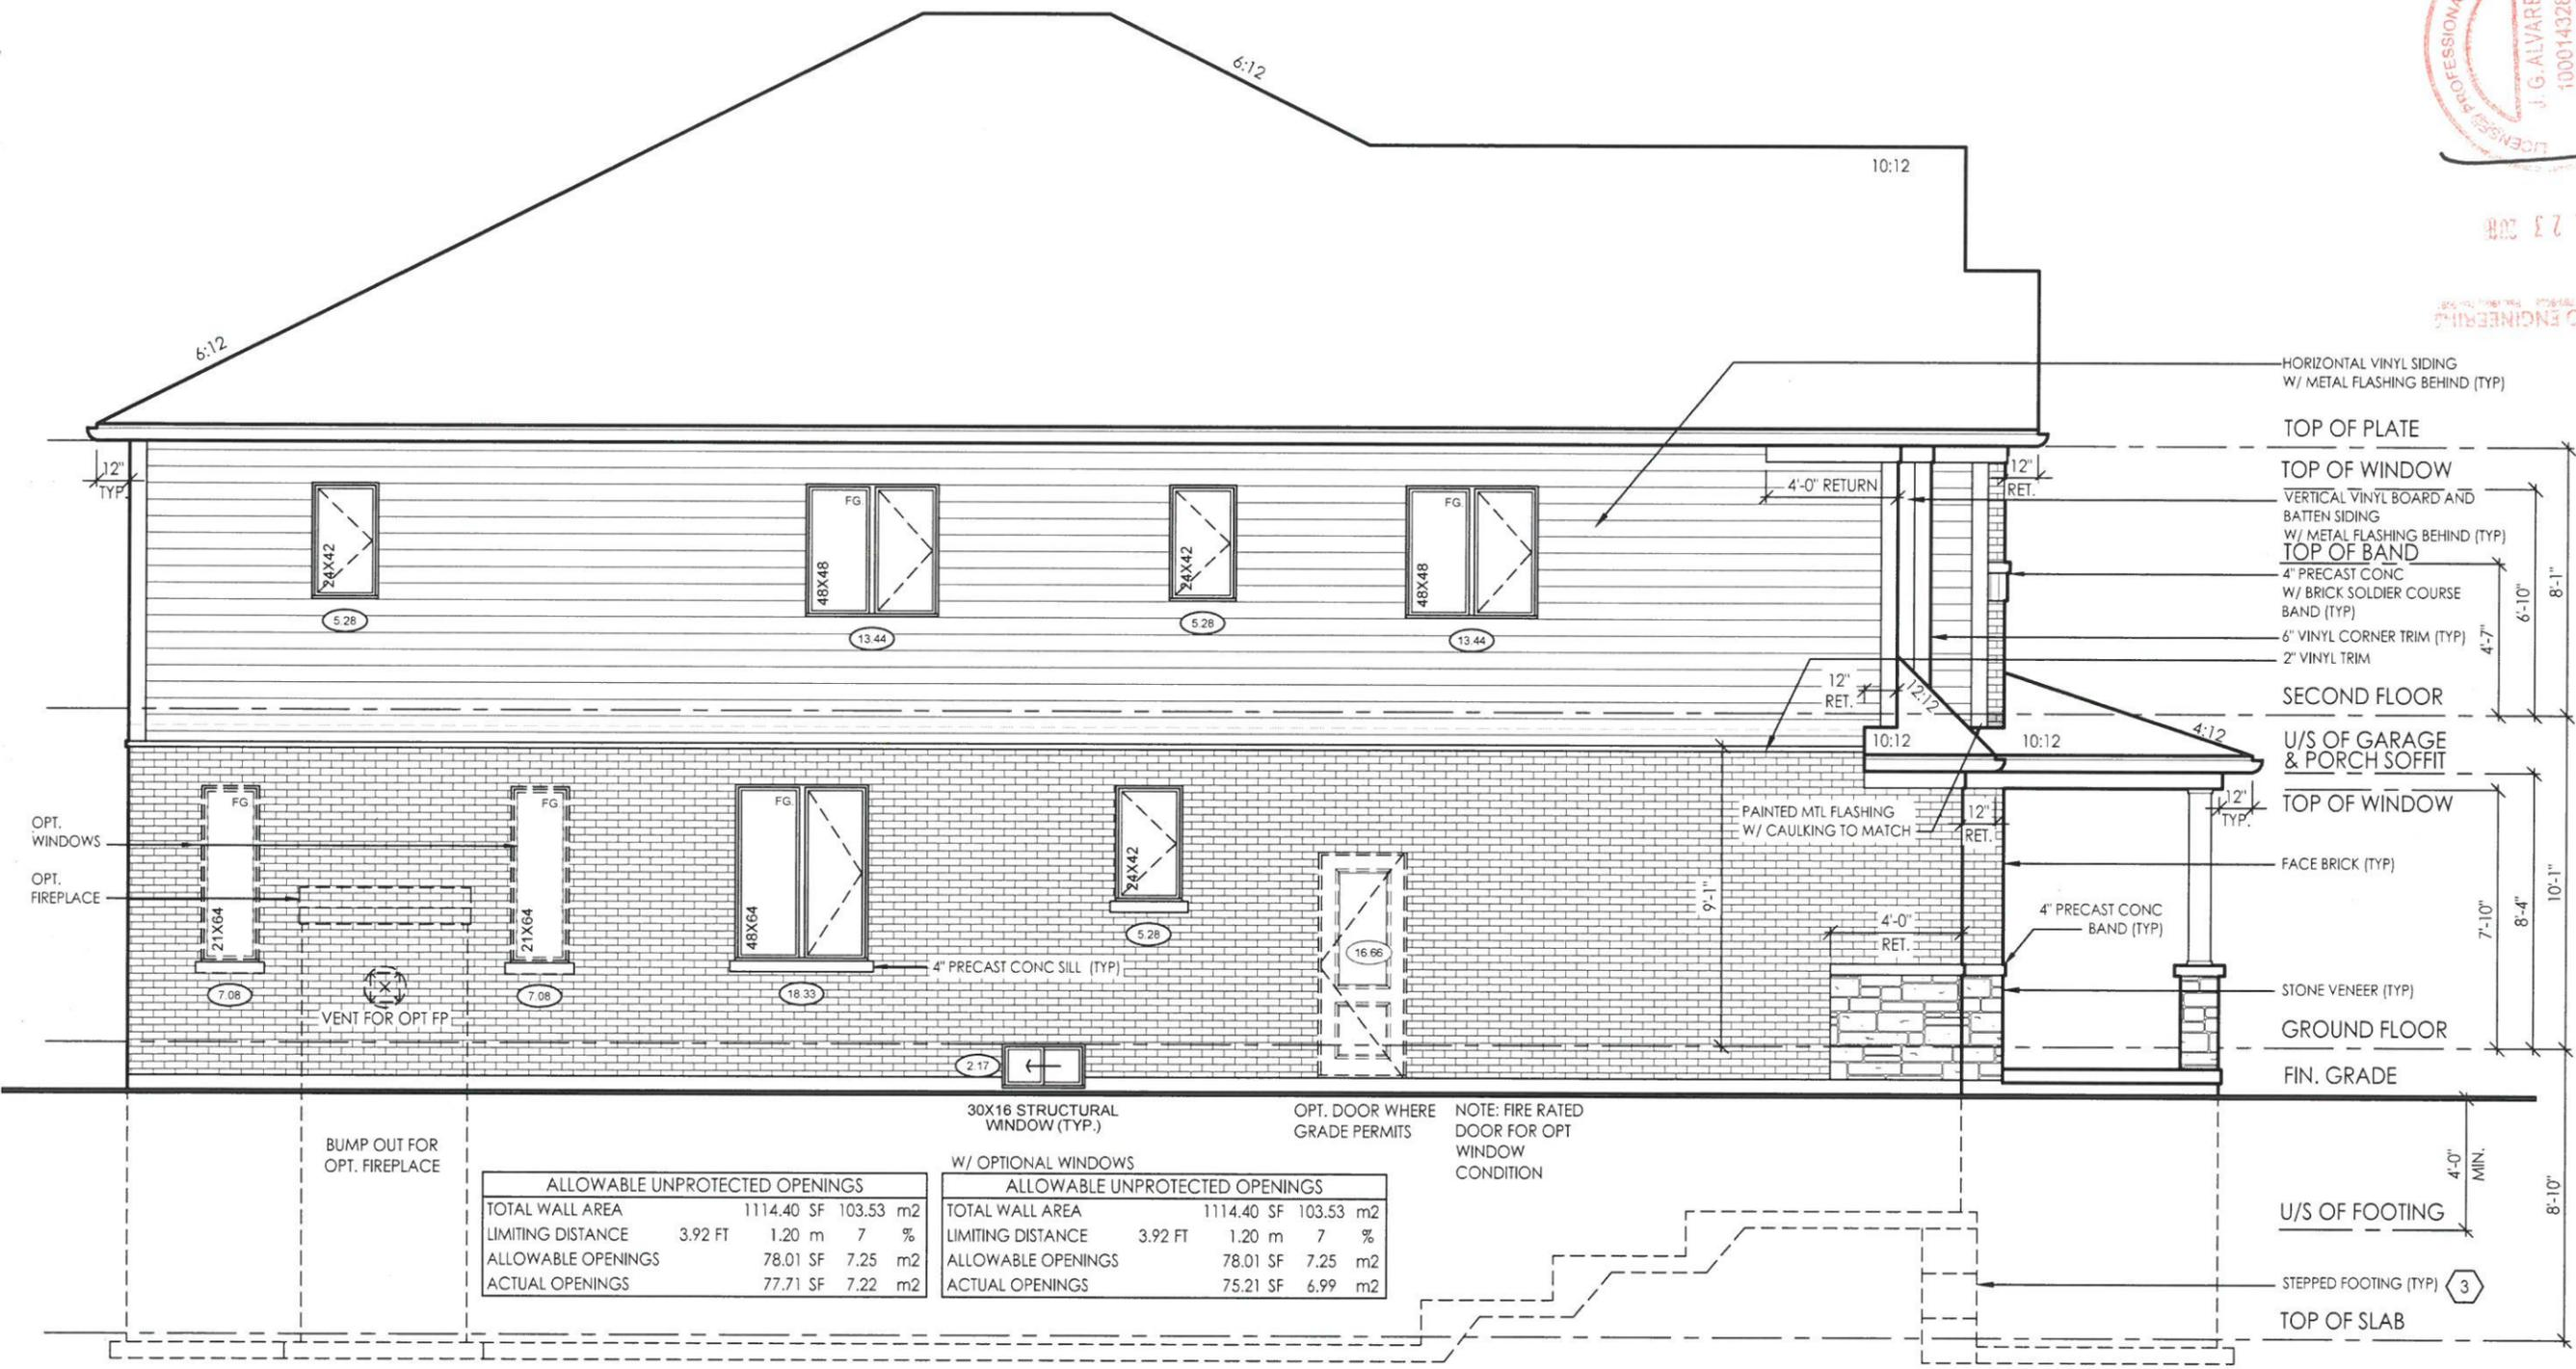 LICENSED PROFESSIONAL
J.G.ALVARE
6:12
6:12
10:12
HORIZONTAL VINYL SIDING
W/ METAL FLASHING BEHIND (TYP)
TOP OF PLATE
TOP OF WINDOW
VERTICAL VINYL BOARD AND
BATTEN SIDING
W/ METAL FLASHING BEHIND (TYP)
TOP OF BAND
4" PRECAST CONC
W/ BRICK SOLDIER COURSE
BAND (TYP)
6" VINYL CORNER TRIM (TYP)
2" VINYL TRIM
SECOND FLOOR
U/S OF GARAGE
& PORCH SOFFIT
TOP OF WINDOW
FACE BRICK (TYP)
STONE VENEER (TYP)
GROUND FLOOR
FIN. GRADE
U/S OF FOOTING
STEPPED FOOTING (TYP) 3
TOP OF SLAB
4'-7"
6'-10"
8'-1"
7'-10"
8'-4"
10'-1"
4'-0"
MIN.
8'-10"
12"
TYP.
24X42
5.28
FG.
48X48
13.44
24X42
5.28
FG.
48X48
13.44
4'-0" RETURN
12"
RET.
12"
RET.
12:12
10:12
10:12
4:12
12"
TYP.
PAINTED MTL FLASHING
W/ CAULKING TO MATCH
12"
RET.
9'-1"
4'-0"
RET.
4" PRECAST CONC
BAND (TYP)
OPT.
WINDOWS
OPT.
FIREPLACE
FG.
21X64
7.08
VENT FOR OPT FP
FG.
21X64
7.08
FG.
48X64
18.33
4" PRECAST CONC SILL (TYP)
24X42
5.28
16.66
2.17
30X16 STRUCTURAL
WINDOW (TYP.)
OPT. DOOR WHERE
GRADE PERMITS
NOTE: FIRE RATED
DOOR FOR OPT
WINDOW
CONDITION
BUMP OUT FOR
OPT. FIREPLACE
ALLOWABLE UNPROTECTED OPENINGS
TOTAL WALL AREA 1114.40 SF 103.53 m2
LIMITING DISTANCE 3.92 FT 1.20 m 7 %
ALLOWABLE OPENINGS 78.01 SF 7.25 m2
ACTUAL OPENINGS 77.71 SF 7.22 m2
W/ OPTIONAL WINDOWS
ALLOWABLE UNPROTECTED OPENINGS
TOTAL WALL AREA 1114.40 SF 103.53 m2
LIMITING DISTANCE 3.92 FT 1.20 m 7 %
ALLOWABLE OPENINGS 78.01 SF 7.25 m2
ACTUAL OPENINGS 75.21 SF 6.99 m2